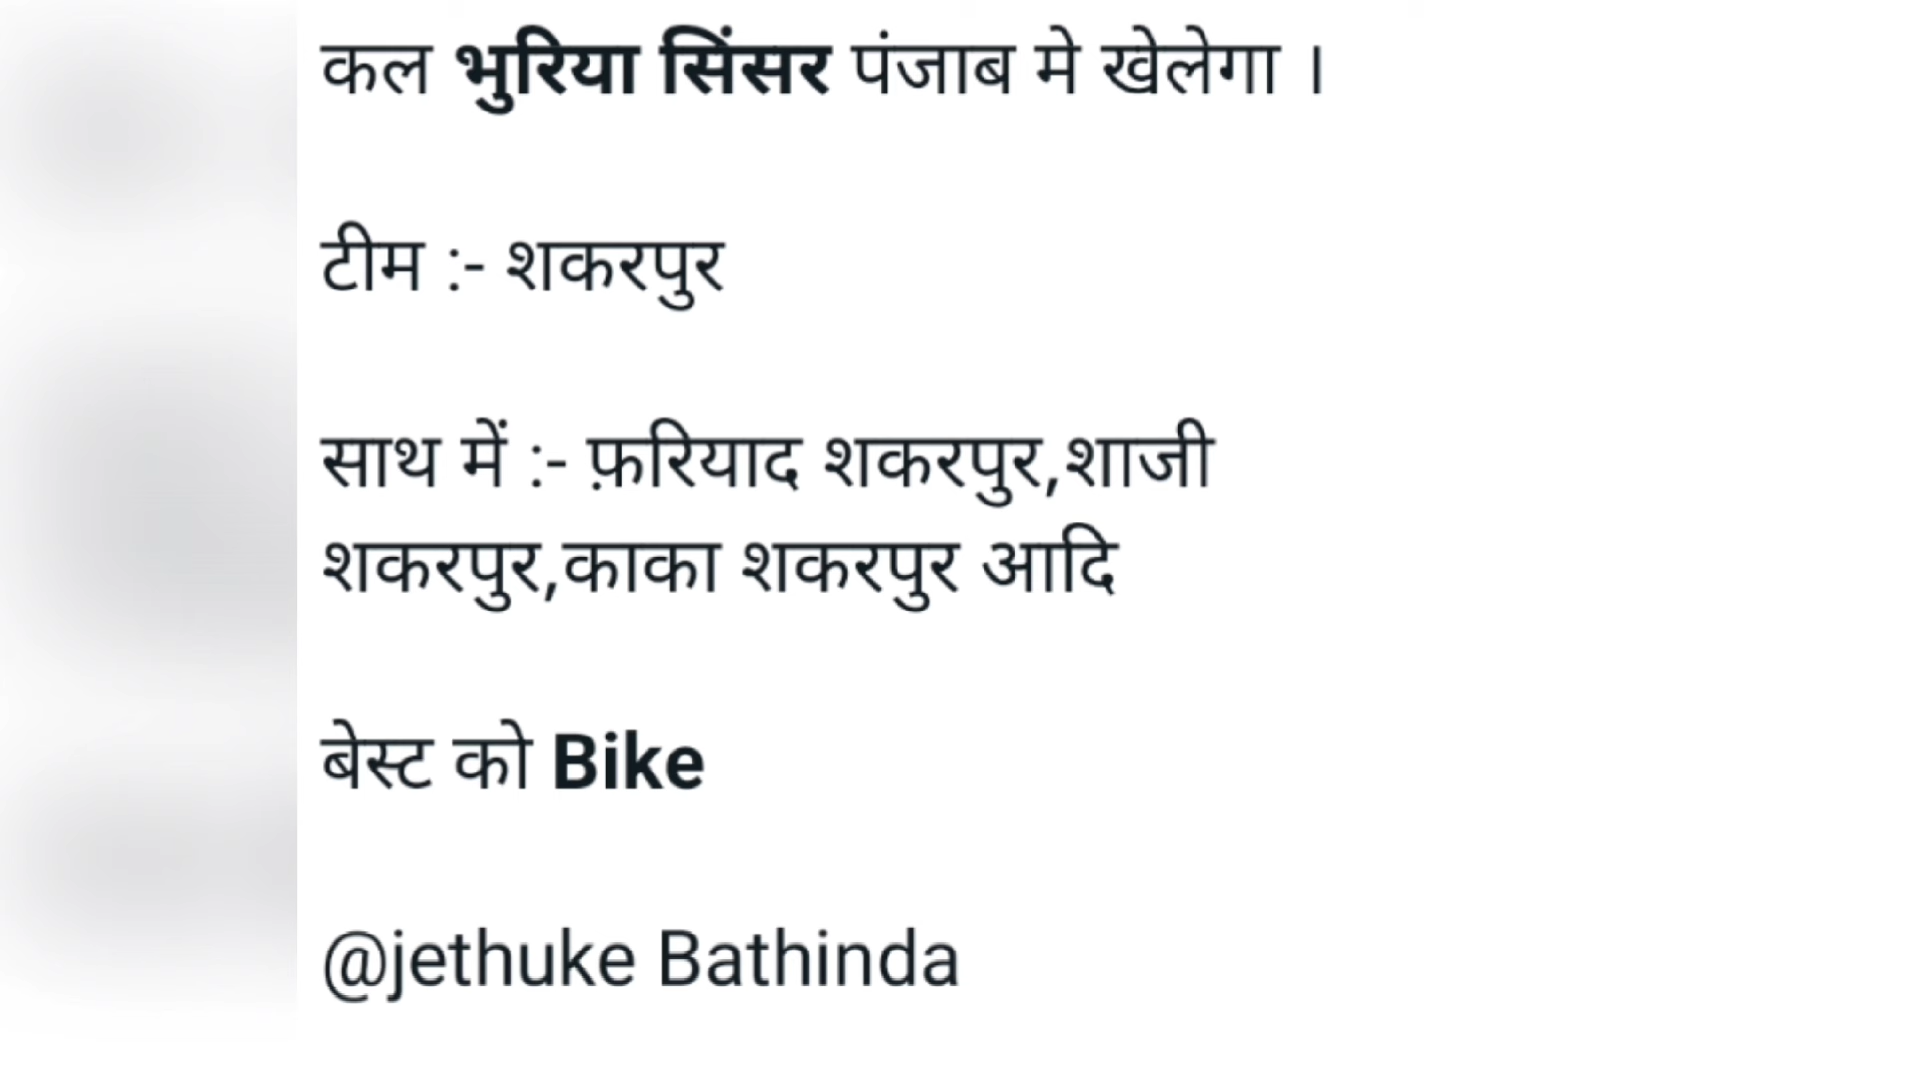 कल भुरिया सिंसर पंजाब मे खेलेगा ।
टीम :- शकरपुर
साथ में :- फ़रियाद शकरपुर,शाजी
शकरपुर,काका शकरपुर आदि
बेस्ट को Bike
@jethuke Bathinda